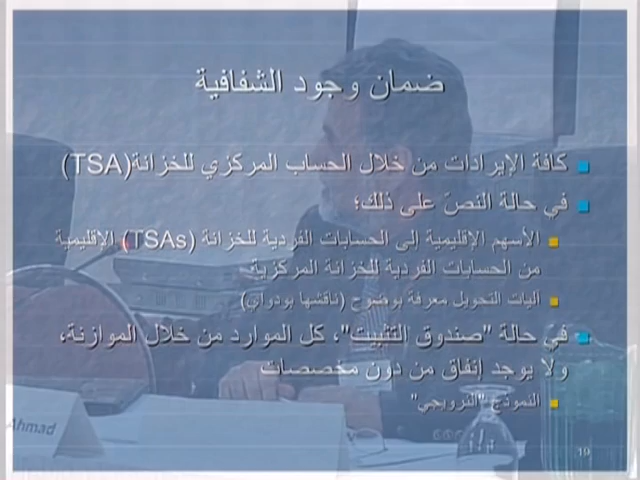 ضمان وجود الشفافية
كافة الإيرادات من خلال الحساب المركزي للخزانة(TSA)
في حالة النصّ على ذلك؛
الأسهم الإقليمية إلى الحسابات الفردية للخزانة (TSAs) الإقليمية
من الحسابات الفردية للخزانة المركزية
آليات التحويل معرفة بوضوح (ناقشها بودواي)
في حالة "صندوق التثبيت"، كل الموارد من خلال الموازنة،
ولا يوجد إنفاق من دون مخصصات
النموذج "النرويجي"
Ahmad
19